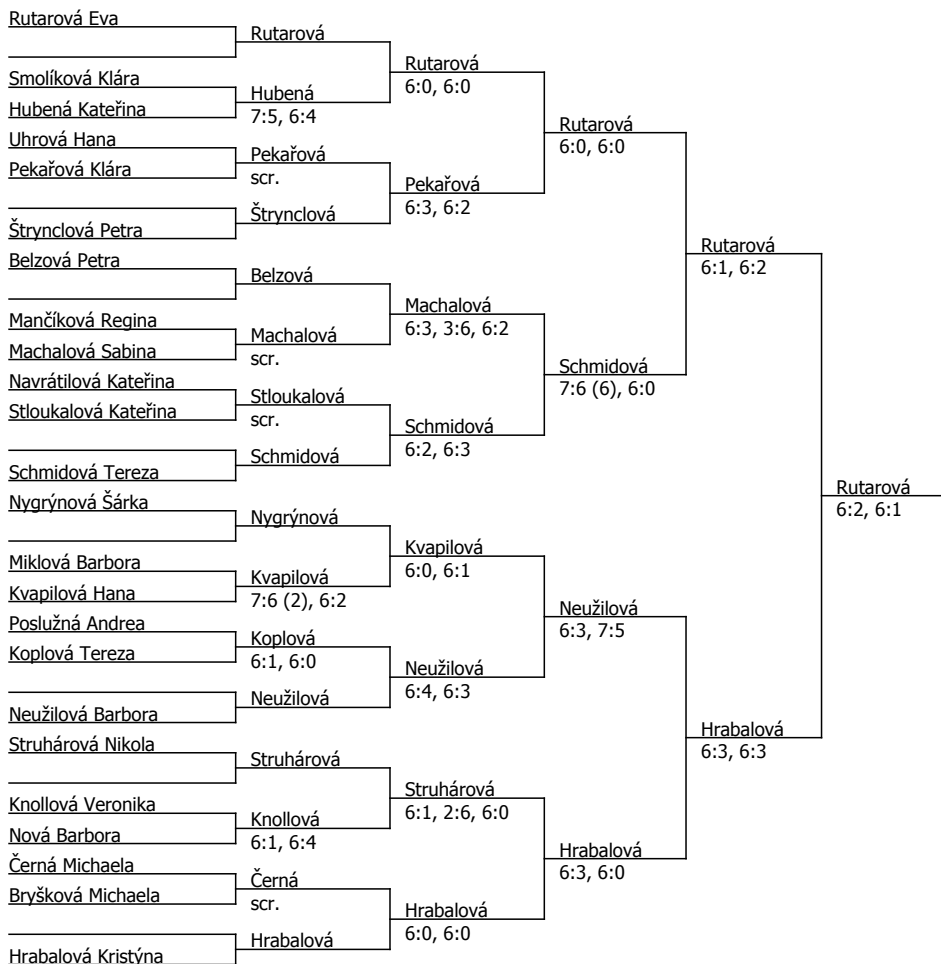 Rutarová Eva
Smolíková Klára
Hubená Kateřina
Uhrová Hana
Pekařová Klára
Štrynclová Petra
Belzová Petra
Mančíková Regina
Machalová Sabina
Navrátilová Kateřina
Stloukalová Kateřina
Schmidová Tereza
Nygrýnová Šárka
Miklová Barbora
Kvapilová Hana
Poslužná Andrea
Koplová Tereza
Neužilová Barbora
Struhárová Nikola
Knollová Veronika
Nová Barbora
Černá Michaela
Bryšková Michaela
Hrabalová Kristýna
Rutarová
Hubená
7:5, 6:4
Pekařová
scr.
Štrynclová
Belzová
Machalová
scr.
Stloukalová
scr.
Schmidová
Nygrýnová
Kvapilová
7:6 (2), 6:2
Koplová
6:1, 6:0
Neužilová
Struhárová
Knollová
6:1, 6:4
Černá
scr.
Hrabalová
Rutarová
6:0, 6:0
Pekařová
6:3, 6:2
Machalová
6:3, 3:6, 6:2
Schmidová
6:2, 6:3
Kvapilová
6:0, 6:1
Neužilová
6:4, 6:3
Struhárová
6:1, 2:6, 6:0
Hrabalová
6:0, 6:0
Rutarová
6:0, 6:0
Schmidová
7:6 (6), 6:0
Neužilová
6:3, 7:5
Hrabalová
6:3, 6:0
Rutarová
6:1, 6:2
Hrabalová
6:3, 6:3
Rutarová
6:2, 6:1